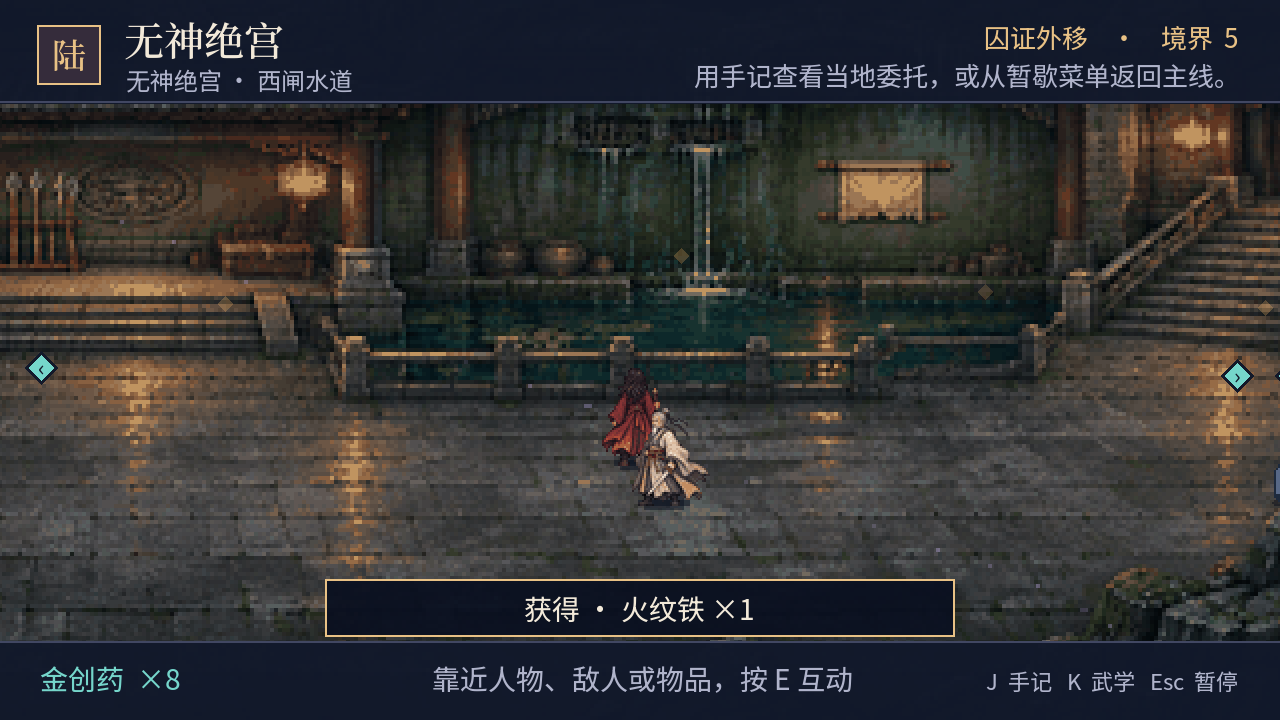 陆
无神绝宫
无神绝宫 · 西闸水道
囚证外移 · 境界 5
用手记查看当地委托，或从暂歇菜单返回主线。
‹
›
获得 · 火纹铁 ×1
金创药 ×8
靠近人物、敌人或物品，按 E 互动
J 手记 K 武学 Esc 暂停